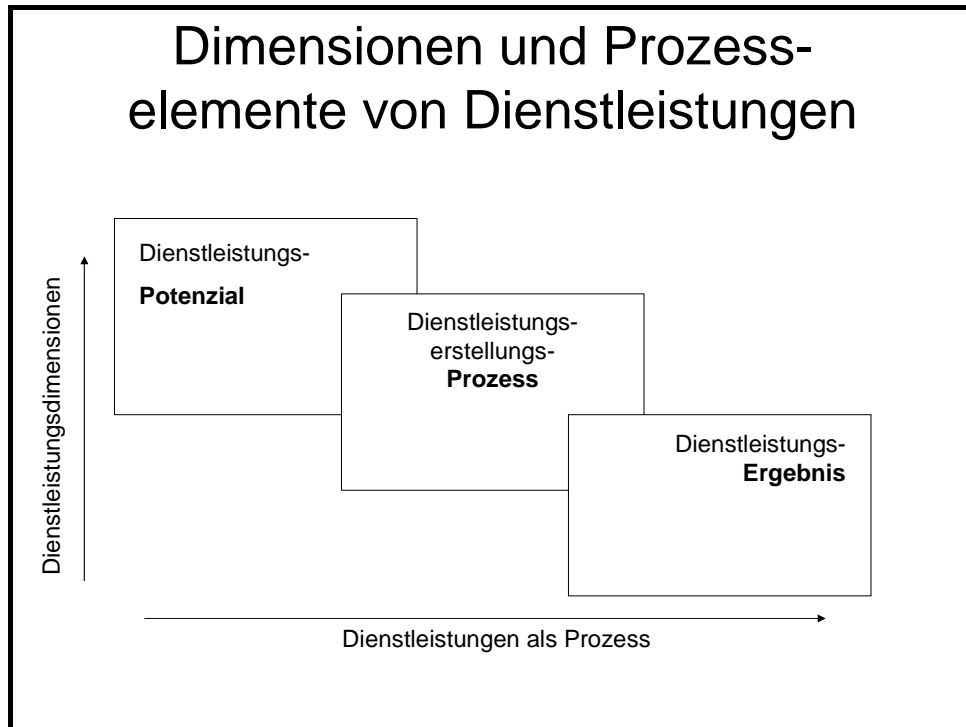 Dimensionen und Prozess-
elemente von Dienstleistungen
Dienstleistungsdimensionen
Dienstleistungs-
Potenzial
Dienstleistungs-
erstellungs-
Prozess
Dienstleistungs-
Ergebnis
Dienstleistungen als Prozess